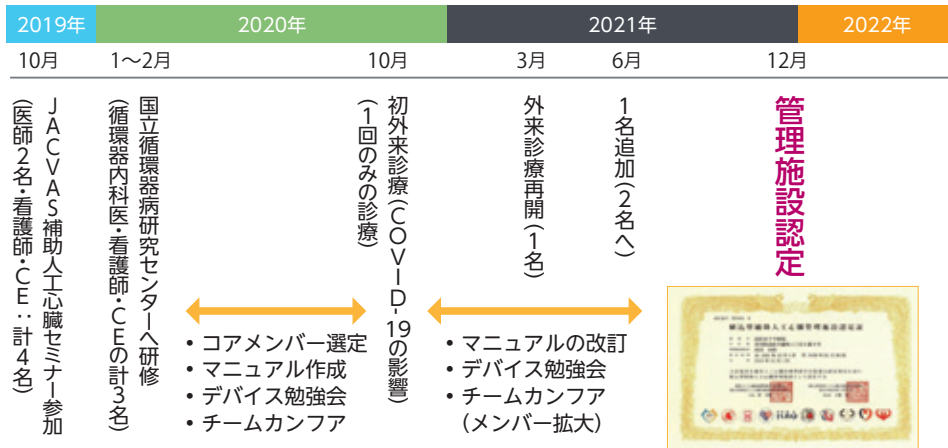 2019年
2020年
2021年
2022年
10月
1〜2月
10月
3月
6月
12月
JACVAS補助人工心臓セミナー参加
(医師2名・看護師・CE:計4名)
国立循環器病研究センターへ研修
(循環器内科医・看護師・CEの計3名)
初外来診療(COVID-19の影響)
(1回のみの診療)
外来診療再開(1名)
1名追加(2名へ)
管理施設認定
• コアメンバー選定
• マニュアル作成
• デバイス勉強会
• チームカンファ
• マニュアルの改訂
• デバイス勉強会
• チームカンファ
(メンバー拡大)